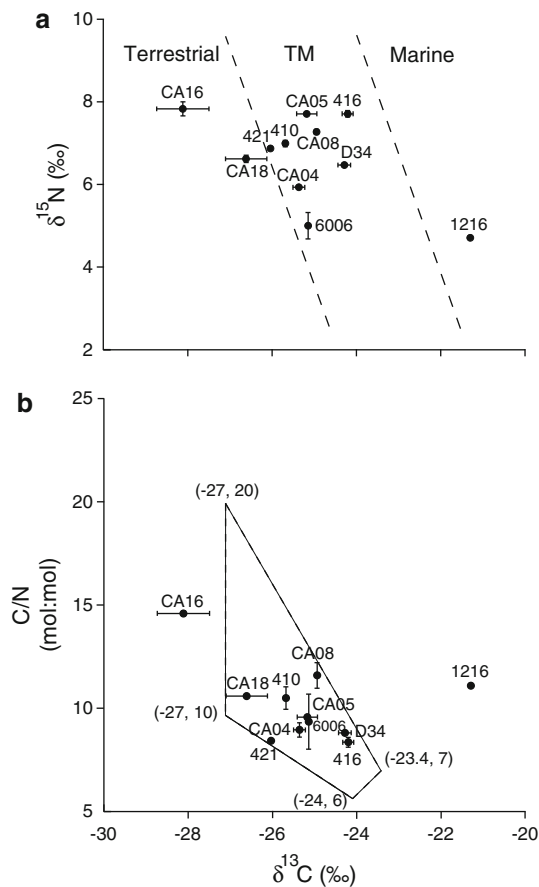 a
10
Terrestrial TM Marine
CA16 CA05 416
8
421 410 CA08
CA18 CA04 D34
6
δ15N (‰)
6006 1216
4
2
b
25
(-27, 20)
20
C/N
(mol:mol)
CA16
15
CA08
CA18 410 1216
CA05
10
(-27, 10) CA04 6006 D34
421 416 (-23.4, 7)
(-24, 6)
5
-30 -28 -26 -24 -22 -20
δ13C (‰)